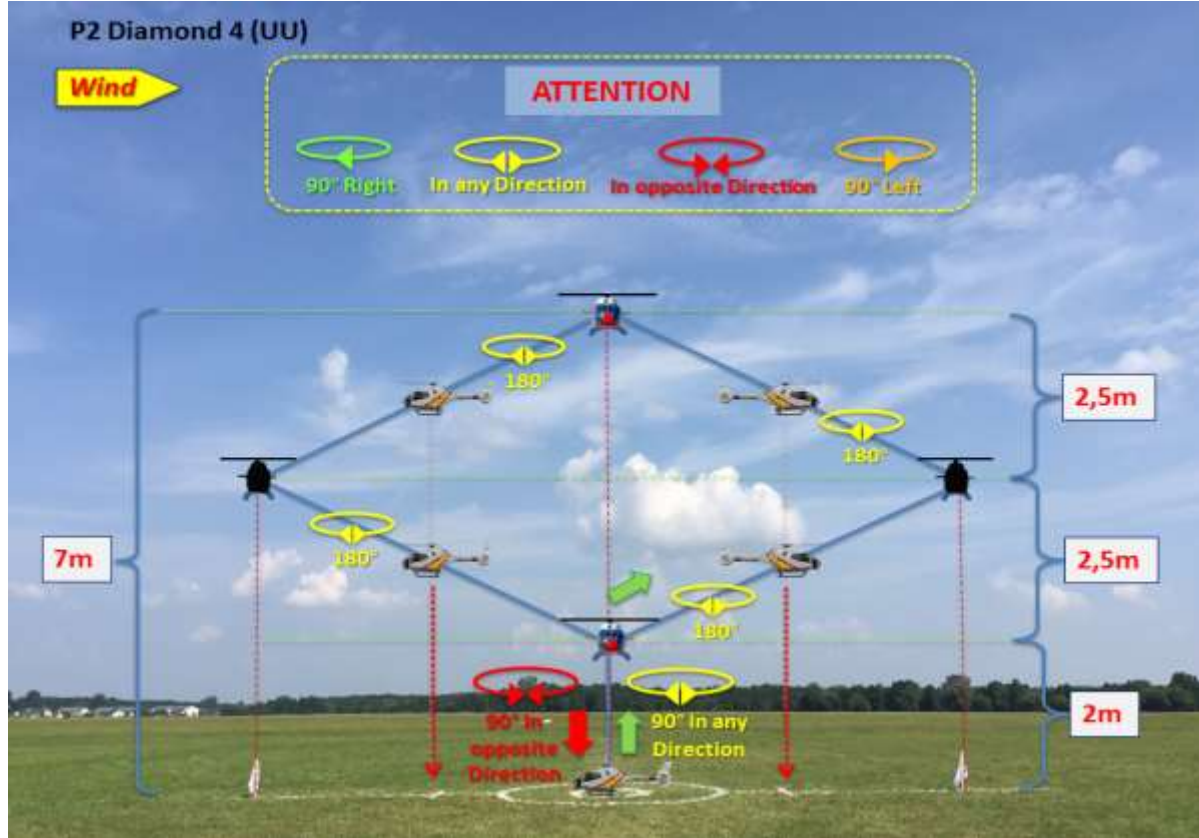 P2 Diamond 4 (UU)
Wind
ATTENTION
90° Right
In any Direction
In opposite Direction
90° Left
180°
180°
2,5m
180°
7m
2,5m
180°
90° In
opposite
Direction
90° In any
Direction
2m